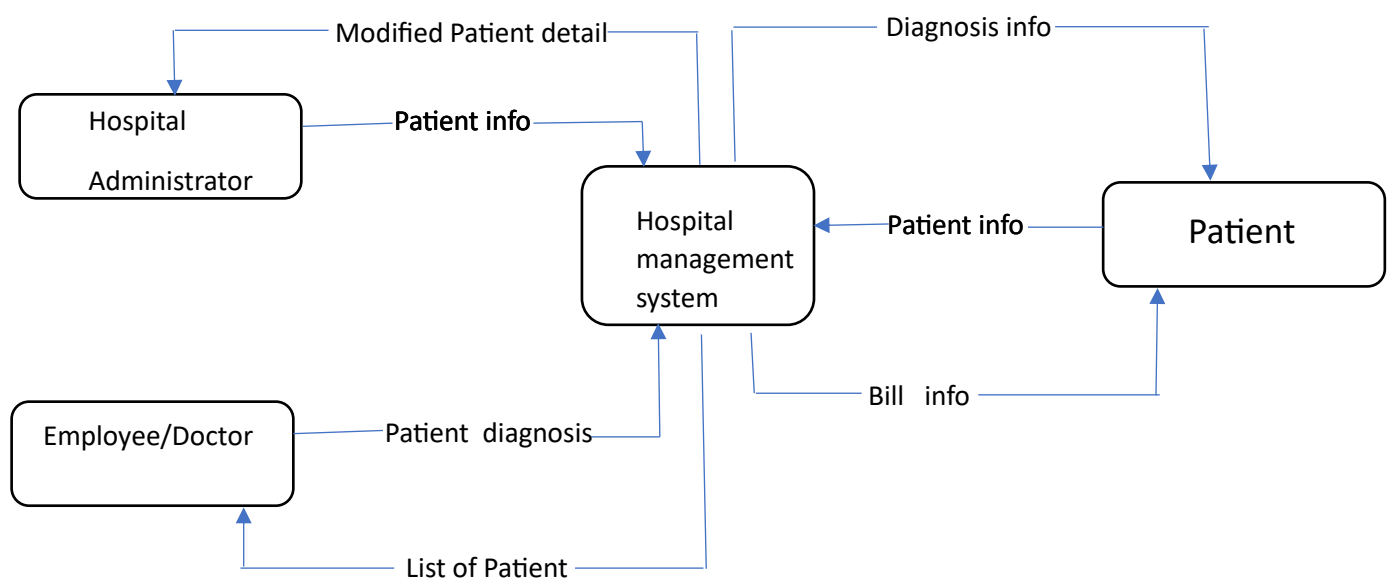 Modified Patient detail
Diagnosis info
Hospital
Administrator
Patient info
Hospital
management
system
Patient info
Patient
Bill info
Employee/Doctor
Patient diagnosis
List of Patient